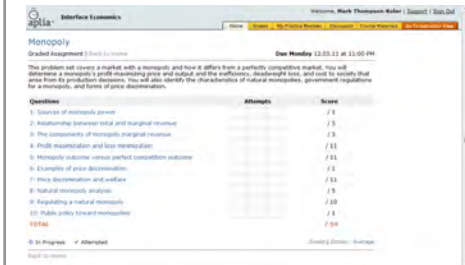 aplia Interface Economics
Welcome, Mark Thompson-Kolar | Support | Sign Out
Home Grades My Practice Reviews Discussion Course Materials
Monopoly
Graded Assignment | Back to Home Due Monday 12.05.11 at 11:00 PM
This problem set covers a market with a monopoly and how it differs from a perfectly competitive market. You will
determine a monopoly's profit-maximizing price and output and the inefficiency, deadweight loss, and cost to society that
arise from its production decisions. You will also identify the characteristics of natural monopolies, government regulations
for a monopoly, and forms of price discrimination.
Questions Attempts Score
1: Sources of monopoly power / 1
2: Relationship between total and marginal revenue / 5
3: The components of monopoly marginal revenue / 3
4: Profit maximization and loss minimization / 11
5: Monopoly outcome versus perfect competition outcome / 11
6: Examples of price discrimination / 1
7: Price discrimination and welfare / 11
8: Natural monopoly analysis / 5
9: Regulating a natural monopoly / 10
10: Public policy toward monopolies / 1
TOTAL
In Progress ✓ Attempted Grading Details: Average
Back to Home